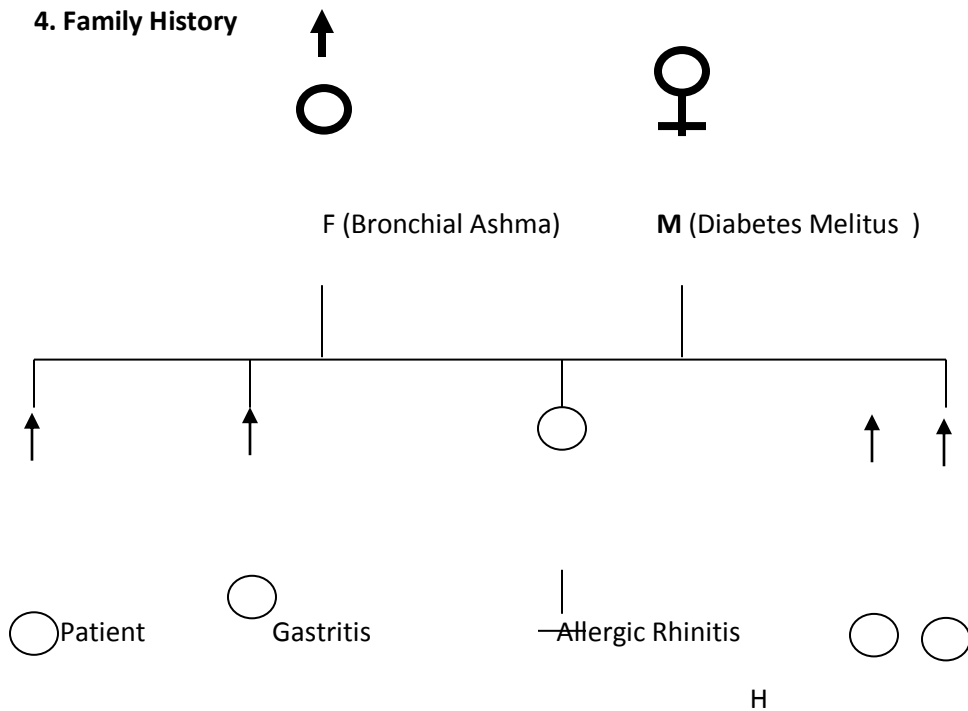 4. Family History
F (Bronchial Ashma) M (Diabetes Melitus )
Patient Gastritis Allergic Rhinitis
H